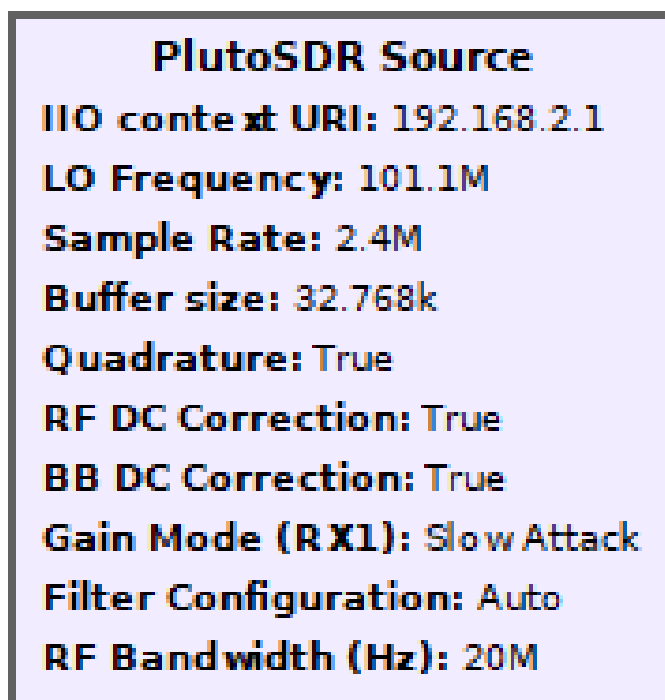 PlutoSDR Source
IIO context URI: 192.168.2.1
LO Frequency: 101.1M
Sample Rate: 2.4M
Buffer size: 32.768k
Quadrature: True
RF DC Correction: True
BB DC Correction: True
Gain Mode (RX1): Slow Attack
Filter Configuration: Auto
RF Bandwidth (Hz): 20M